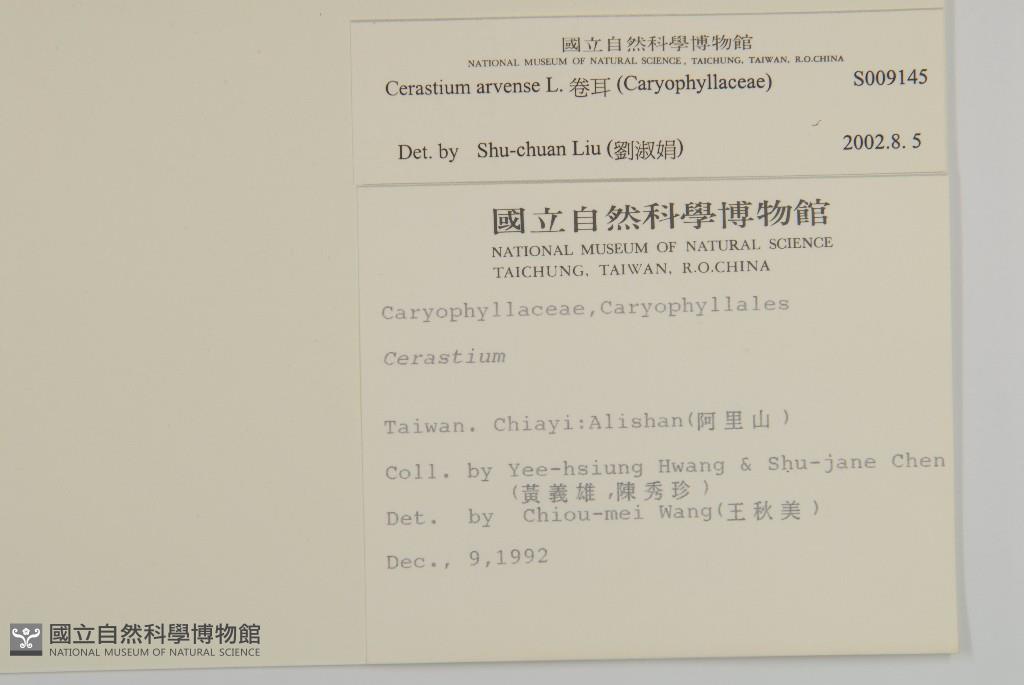 國立自然科學博物館
NATIONAL MUSEUM OF NATURAL SCIENCE, TAICHUNG, TAIWAN, R.O.CHINA
Cerastium arvense L. 卷耳 (Caryophyllaceae) S009145
Det. by Shu-chuan Liu (劉淑娟) 2002.8. 5
國立自然科學博物館
NATIONAL MUSEUM OF NATURAL SCIENCE
TAICHUNG, TAIWAN, R.O.CHINA
Caryophyllaceae,Caryophyllales
Cerastium
Taiwan. Chiayi:Alishan(阿里山)
Coll. by Yee-hsiung Hwang & Shu-jane Chen
(黃義雄,陳秀珍)
Det. by Chiou-mei Wang(王秋美)
Dec., 9,1992
國立自然科學博物館
NATIONAL MUSEUM OF NATURAL SCIENCE